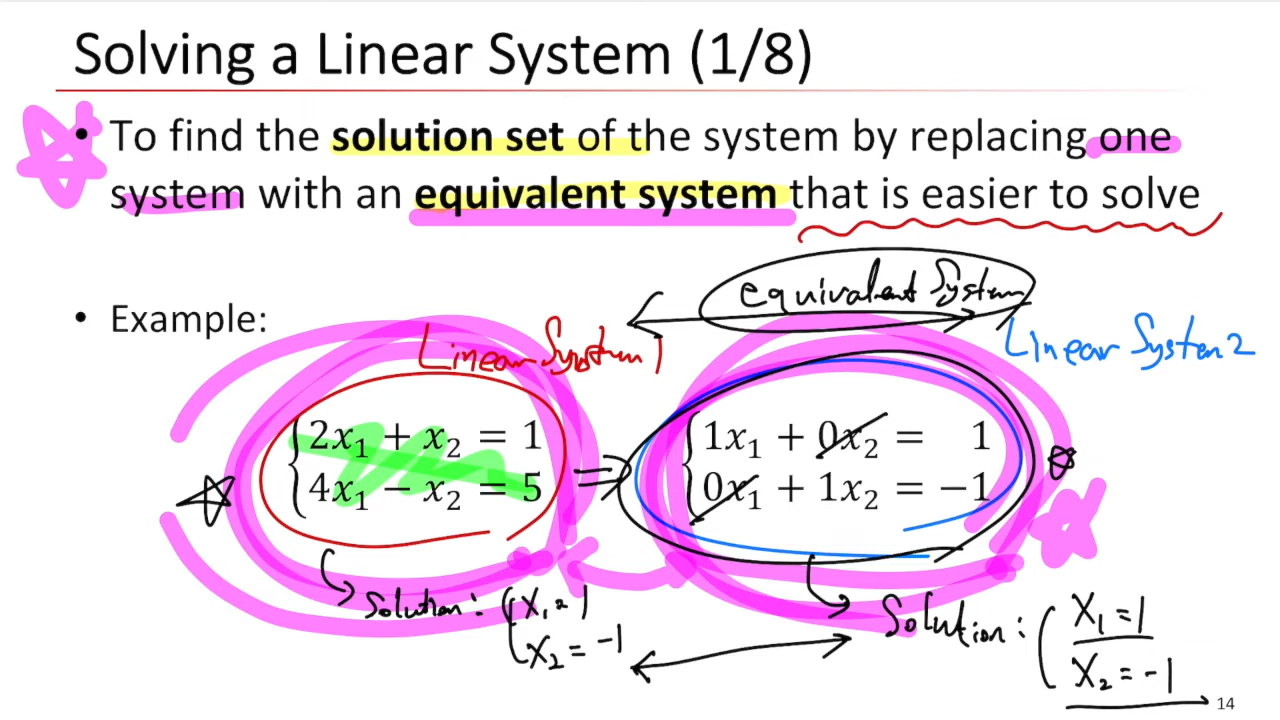 Solving a Linear System (1/8)
• To find the solution set of the system by replacing one
system with an equivalent system that is easier to solve
equivalent System
• Example:
Linear System 1
Linear System 2
2x₁ + x₂ = 1
4x₁ − x₂ = 5
⇒
1x₁ + 0x₂ = 1
0x₁ + 1x₂ = −1
Solution: x₁ = 1
x₂ = -1
Solution: x₁ = 1
x₂ = -1
14